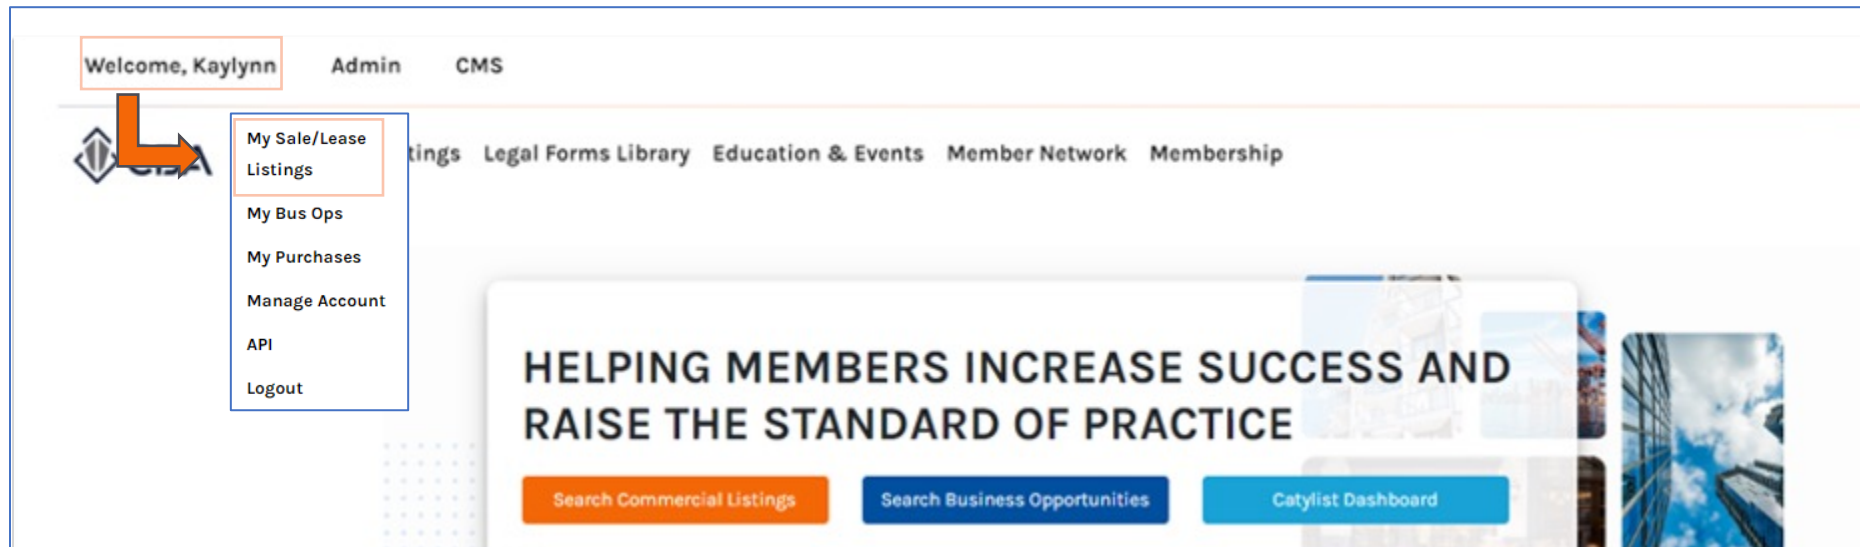 Welcome, Kaylynn Admin CMS
My Sale/Lease
Listings
tings Legal Forms Library Education & Events Member Network Membership
My Bus Ops
My Purchases
Manage Account
API
Logout
HELPING MEMBERS INCREASE SUCCESS AND
RAISE THE STANDARD OF PRACTICE
Search Commercial Listings Search Business Opportunities Catylist Dashboard